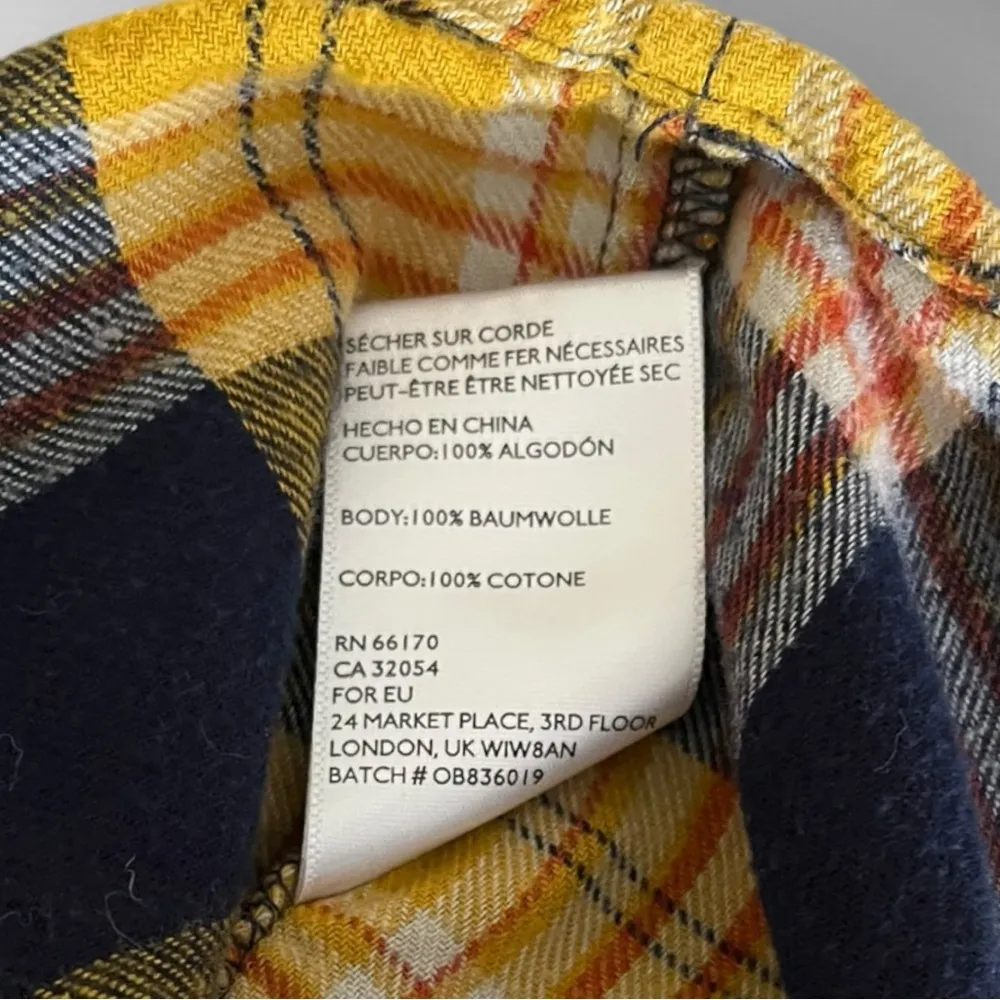 SÉCHER SUR CORDE
FAIBLE COMME FER NÉCESSAIRES
PEUT-ÊTRE ÊTRE NETTOYÉE SEC
HECHO EN CHINA
CUERPO:100% ALGODÓN
BODY:100% BAUMWOLLE
CORPO:100% COTONE
RN 66170
CA 32054
FOR EU
24 MARKET PLACE, 3RD FLOOR
LONDON, UK WIW8AN
BATCH # OB836019